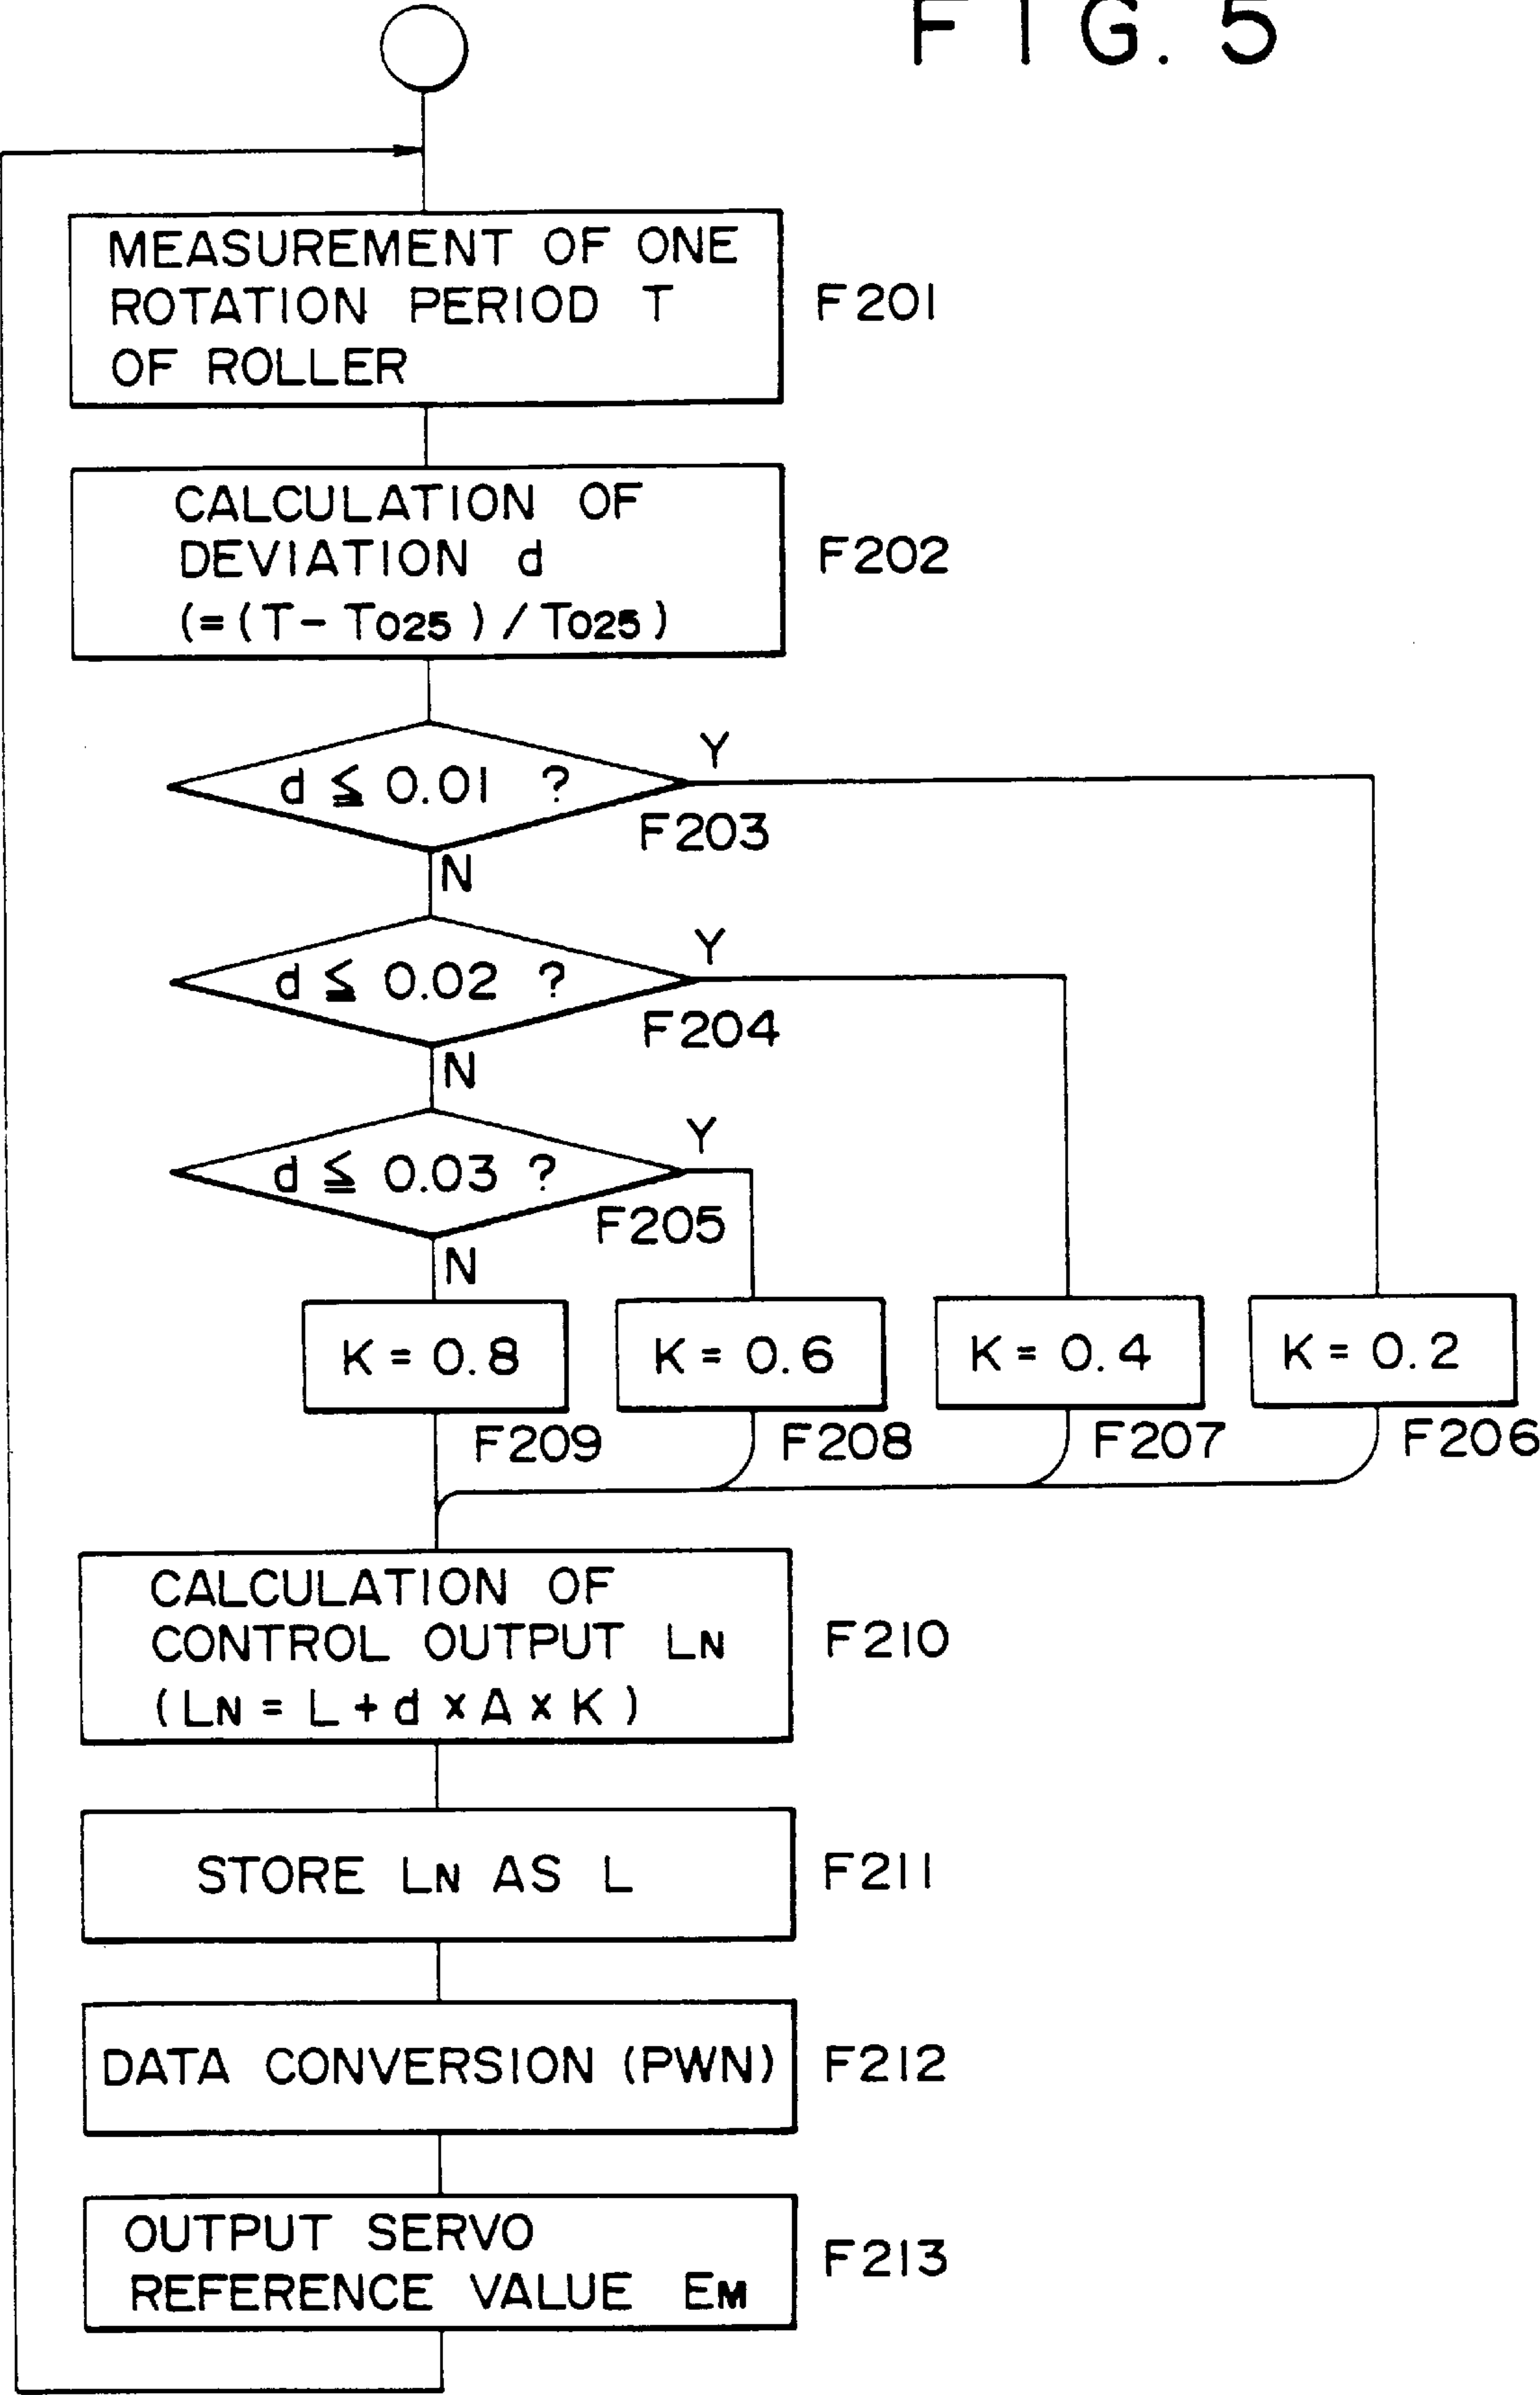 FIG. 5
MEASUREMENT OF ONE
ROTATION PERIOD T
OF ROLLER
F201
CALCULATION OF
DEVIATION d
(=(T-T025)/T025)
F202
d ≦ 0.01 ?
Y
F203
N
d ≦ 0.02 ?
Y
F204
N
d ≦ 0.03 ?
Y
F205
N
K = 0.8
K = 0.6
K = 0.4
K = 0.2
F209
F208
F207
F206
CALCULATION OF
CONTROL OUTPUT LN
(LN = L + d × A × K)
F210
STORE LN AS L
F211
DATA CONVERSION (PWN)
F212
OUTPUT SERVO
REFERENCE VALUE EM
F213